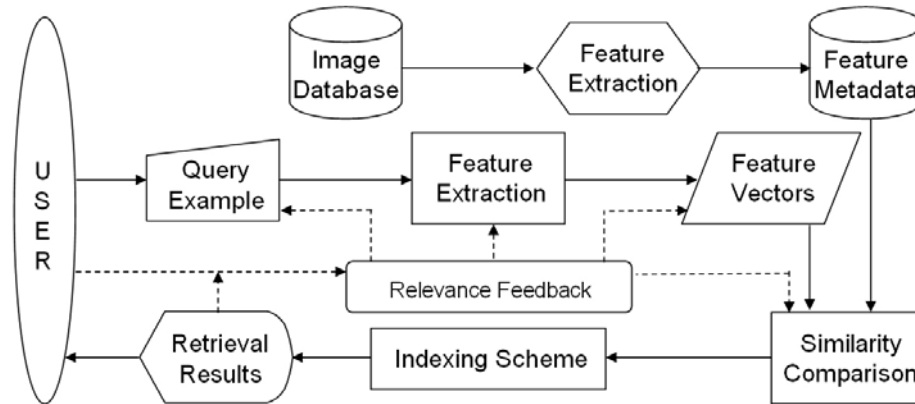 Image
Database
Feature
Extraction
Feature
Metadata
U
S
E
R
Query
Example
Feature
Extraction
Feature
Vectors
Relevance Feedback
Retrieval
Results
Indexing Scheme
Similarity
Comparison